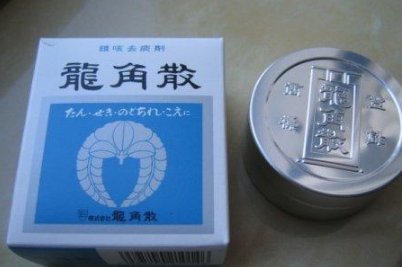 鎮咳去痰剤
龍角散
たん・せき・のどあれ・こえに
株式会社 龍角散
龍角散